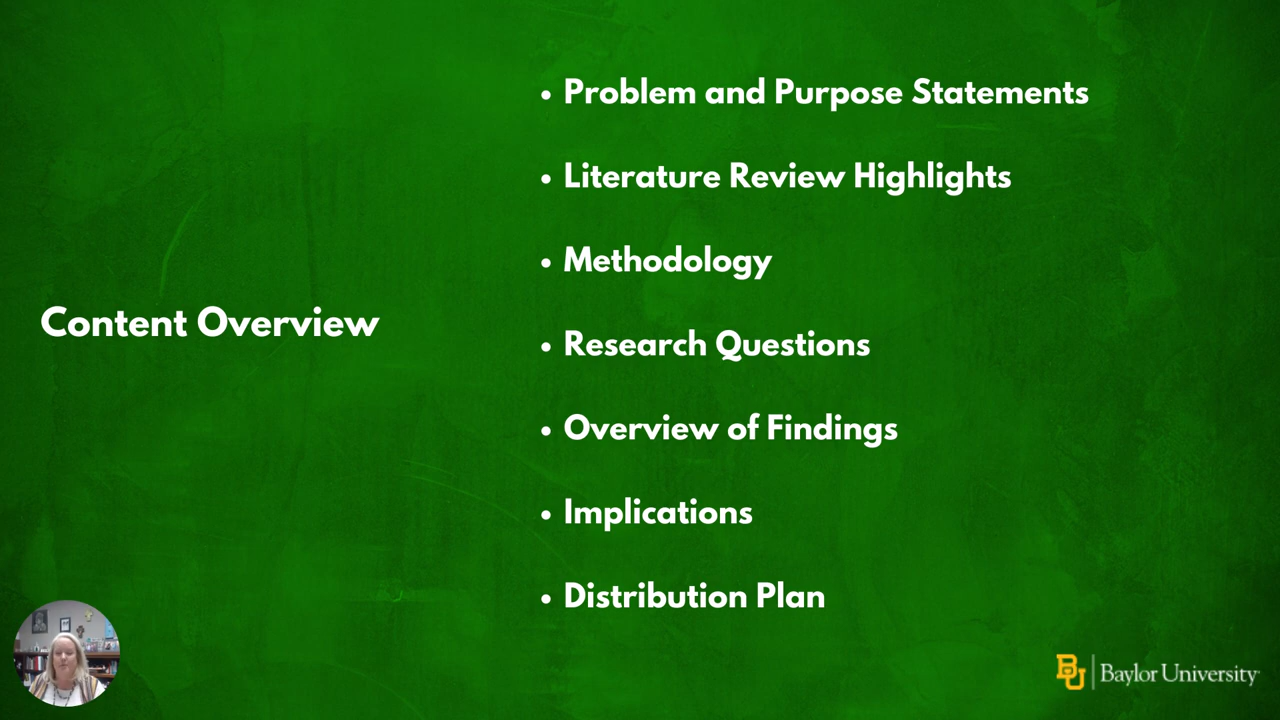 Content Overview
• Problem and Purpose Statements
• Literature Review Highlights
• Methodology
• Research Questions
• Overview of Findings
• Implications
• Distribution Plan
BU | Baylor University